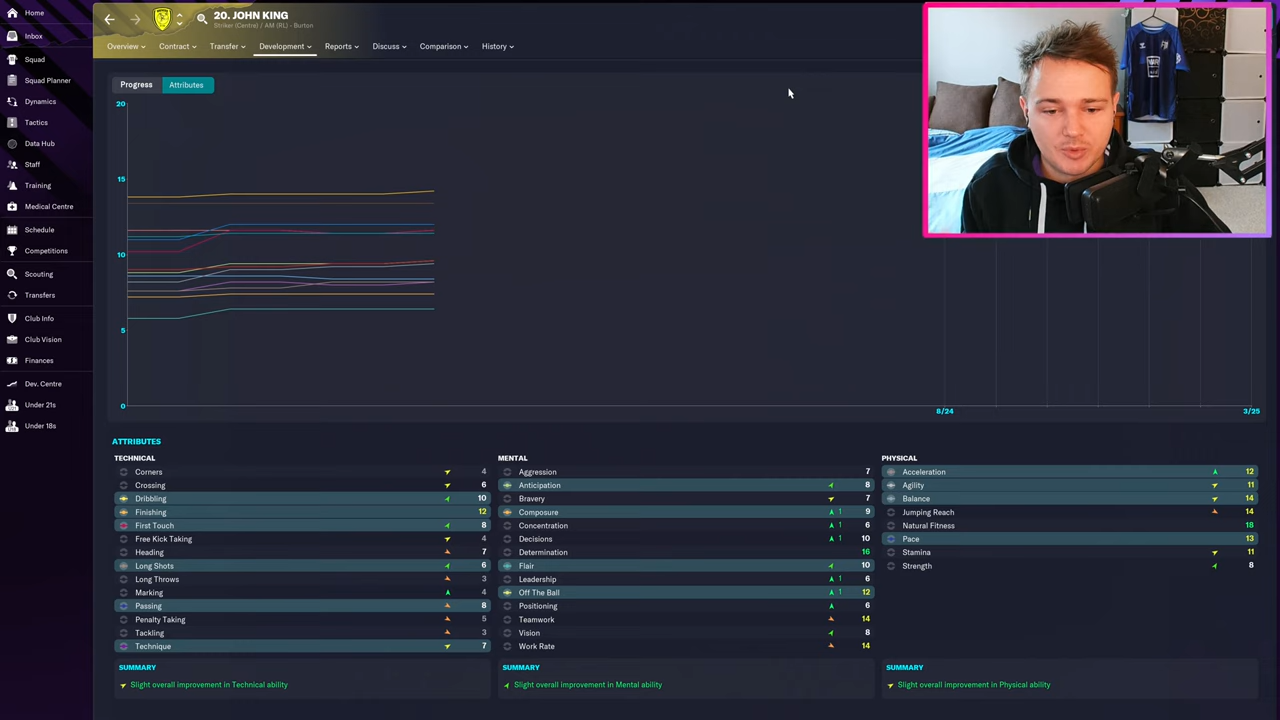 Home
Inbox
Squad
Squad Planner
Dynamics
Tactics
Data Hub
Staff
Training
Medical Centre
Schedule
Competitions
Scouting
Transfers
Club Info
Club Vision
Finances
Dev. Centre
Under 21s
Under 18s
20. JOHN KING
Striker (Centre) / AM (RL) - Burton
Overview Contract Transfer Development Reports Discuss Comparison History
Progress Attributes
20
15
10
5
0
8/24 3/25
ATTRIBUTES
TECHNICAL
Corners 4
Crossing 6
Dribbling 10
Finishing 12
First Touch 8
Free Kick Taking 4
Heading 7
Long Shots 6
Long Throws 3
Marking 4
Passing 8
Penalty Taking 5
Tackling 3
Technique 7
SUMMARY
Slight overall improvement in Technical ability
MENTAL
Aggression 7
Anticipation 8
Bravery 7
Composure 1 9
Concentration 1 6
Decisions 1 10
Determination 16
Flair 10
Leadership 1 6
Off The Ball 1 12
Positioning 6
Teamwork 14
Vision 8
Work Rate 14
SUMMARY
Slight overall improvement in Mental ability
PHYSICAL
Acceleration 12
Agility 11
Balance 14
Jumping Reach 14
Natural Fitness 18
Pace 13
Stamina 11
Strength 8
SUMMARY
Slight overall improvement in Physical ability